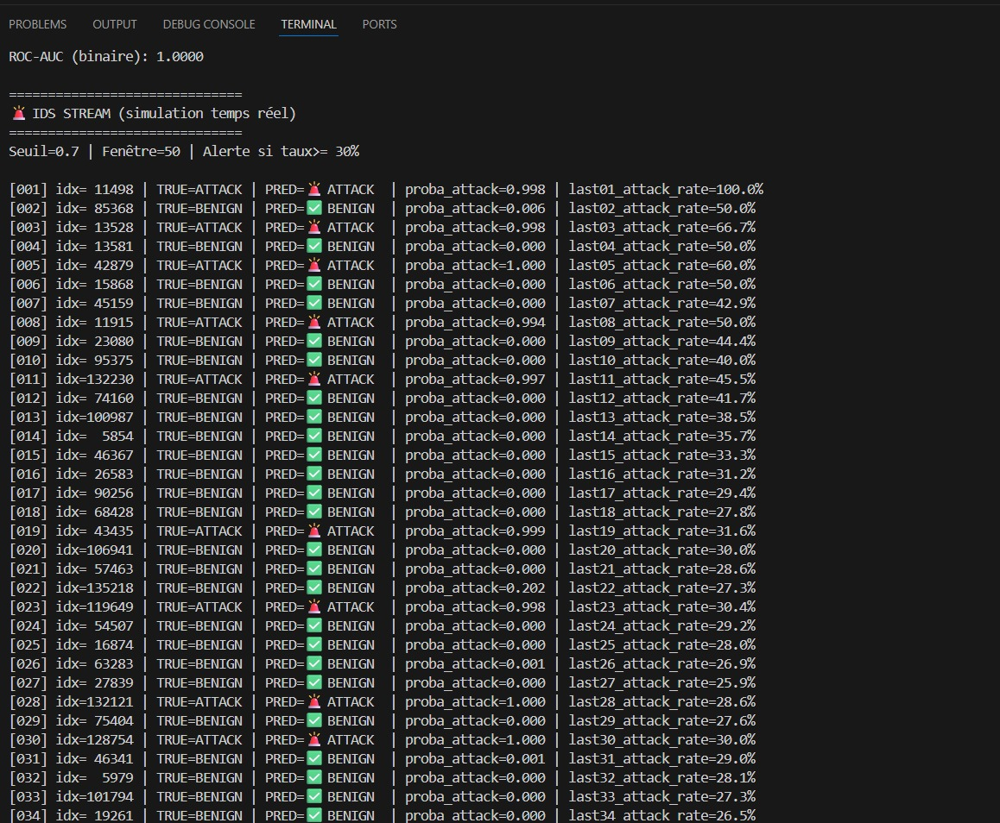 PROBLEMS OUTPUT DEBUG CONSOLE TERMINAL PORTS
ROC-AUC (binaire): 1.0000
==============================
🚨 IDS STREAM (simulation temps réel)
==============================
Seuil=0.7 | Fenêtre=50 | Alerte si taux>= 30%
[001] idx= 11498 | TRUE=ATTACK | PRED=🚨 ATTACK  | proba_attack=0.998 | last01_attack_rate=100.0%
[002] idx= 85368 | TRUE=BENIGN | PRED=✅ BENIGN  | proba_attack=0.006 | last02_attack_rate=50.0%
[003] idx= 13528 | TRUE=ATTACK | PRED=🚨 ATTACK  | proba_attack=0.998 | last03_attack_rate=66.7%
[004] idx= 13581 | TRUE=BENIGN | PRED=✅ BENIGN  | proba_attack=0.000 | last04_attack_rate=50.0%
[005] idx= 42879 | TRUE=ATTACK | PRED=🚨 ATTACK  | proba_attack=1.000 | last05_attack_rate=60.0%
[006] idx= 15868 | TRUE=BENIGN | PRED=✅ BENIGN  | proba_attack=0.000 | last06_attack_rate=50.0%
[007] idx= 45159 | TRUE=BENIGN | PRED=✅ BENIGN  | proba_attack=0.000 | last07_attack_rate=42.9%
[008] idx= 11915 | TRUE=ATTACK | PRED=🚨 ATTACK  | proba_attack=0.994 | last08_attack_rate=50.0%
[009] idx= 23080 | TRUE=BENIGN | PRED=✅ BENIGN  | proba_attack=0.000 | last09_attack_rate=44.4%
[010] idx= 95375 | TRUE=BENIGN | PRED=✅ BENIGN  | proba_attack=0.000 | last10_attack_rate=40.0%
[011] idx=132230 | TRUE=ATTACK | PRED=🚨 ATTACK  | proba_attack=0.997 | last11_attack_rate=45.5%
[012] idx= 74160 | TRUE=BENIGN | PRED=✅ BENIGN  | proba_attack=0.000 | last12_attack_rate=41.7%
[013] idx=100987 | TRUE=BENIGN | PRED=✅ BENIGN  | proba_attack=0.000 | last13_attack_rate=38.5%
[014] idx=  5854 | TRUE=BENIGN | PRED=✅ BENIGN  | proba_attack=0.000 | last14_attack_rate=35.7%
[015] idx= 46367 | TRUE=BENIGN | PRED=✅ BENIGN  | proba_attack=0.000 | last15_attack_rate=33.3%
[016] idx= 26583 | TRUE=BENIGN | PRED=✅ BENIGN  | proba_attack=0.000 | last16_attack_rate=31.2%
[017] idx= 90256 | TRUE=BENIGN | PRED=✅ BENIGN  | proba_attack=0.000 | last17_attack_rate=29.4%
[018] idx= 68428 | TRUE=BENIGN | PRED=✅ BENIGN  | proba_attack=0.000 | last18_attack_rate=27.8%
[019] idx= 43435 | TRUE=ATTACK | PRED=🚨 ATTACK  | proba_attack=0.999 | last19_attack_rate=31.6%
[020] idx=106941 | TRUE=BENIGN | PRED=✅ BENIGN  | proba_attack=0.000 | last20_attack_rate=30.0%
[021] idx= 57463 | TRUE=BENIGN | PRED=✅ BENIGN  | proba_attack=0.000 | last21_attack_rate=28.6%
[022] idx=135218 | TRUE=BENIGN | PRED=✅ BENIGN  | proba_attack=0.202 | last22_attack_rate=27.3%
[023] idx=119649 | TRUE=ATTACK | PRED=🚨 ATTACK  | proba_attack=0.998 | last23_attack_rate=30.4%
[024] idx= 54507 | TRUE=BENIGN | PRED=✅ BENIGN  | proba_attack=0.000 | last24_attack_rate=29.2%
[025] idx= 16874 | TRUE=BENIGN | PRED=✅ BENIGN  | proba_attack=0.000 | last25_attack_rate=28.0%
[026] idx= 63283 | TRUE=BENIGN | PRED=✅ BENIGN  | proba_attack=0.001 | last26_attack_rate=26.9%
[027] idx= 27839 | TRUE=BENIGN | PRED=✅ BENIGN  | proba_attack=0.000 | last27_attack_rate=25.9%
[028] idx=132121 | TRUE=ATTACK | PRED=🚨 ATTACK  | proba_attack=1.000 | last28_attack_rate=28.6%
[029] idx= 75404 | TRUE=BENIGN | PRED=✅ BENIGN  | proba_attack=0.000 | last29_attack_rate=27.6%
[030] idx=128754 | TRUE=ATTACK | PRED=🚨 ATTACK  | proba_attack=1.000 | last30_attack_rate=30.0%
[031] idx= 46341 | TRUE=BENIGN | PRED=✅ BENIGN  | proba_attack=0.001 | last31_attack_rate=29.0%
[032] idx=  5979 | TRUE=BENIGN | PRED=✅ BENIGN  | proba_attack=0.000 | last32_attack_rate=28.1%
[033] idx=101794 | TRUE=BENIGN | PRED=✅ BENIGN  | proba_attack=0.000 | last33_attack_rate=27.3%
[034] idx= 19261 | TRUE=BENIGN | PRED=✅ BENIGN  | proba_attack=0.000 | last34_attack_rate=26.5%